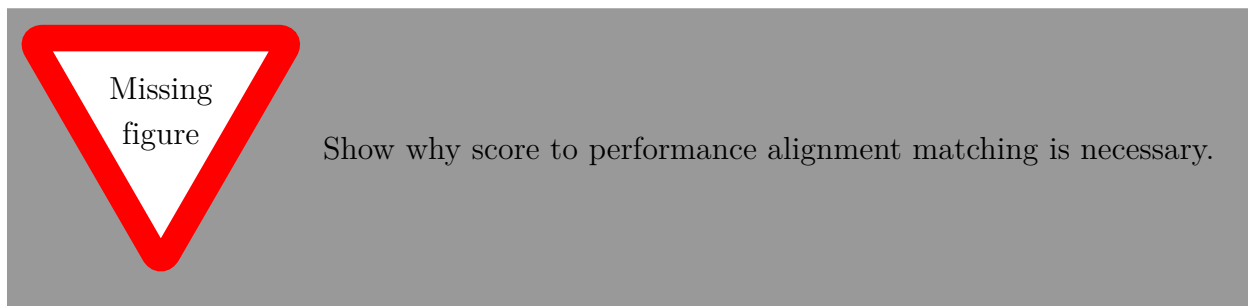 Missing
figure
Show why score to performance alignment matching is necessary.